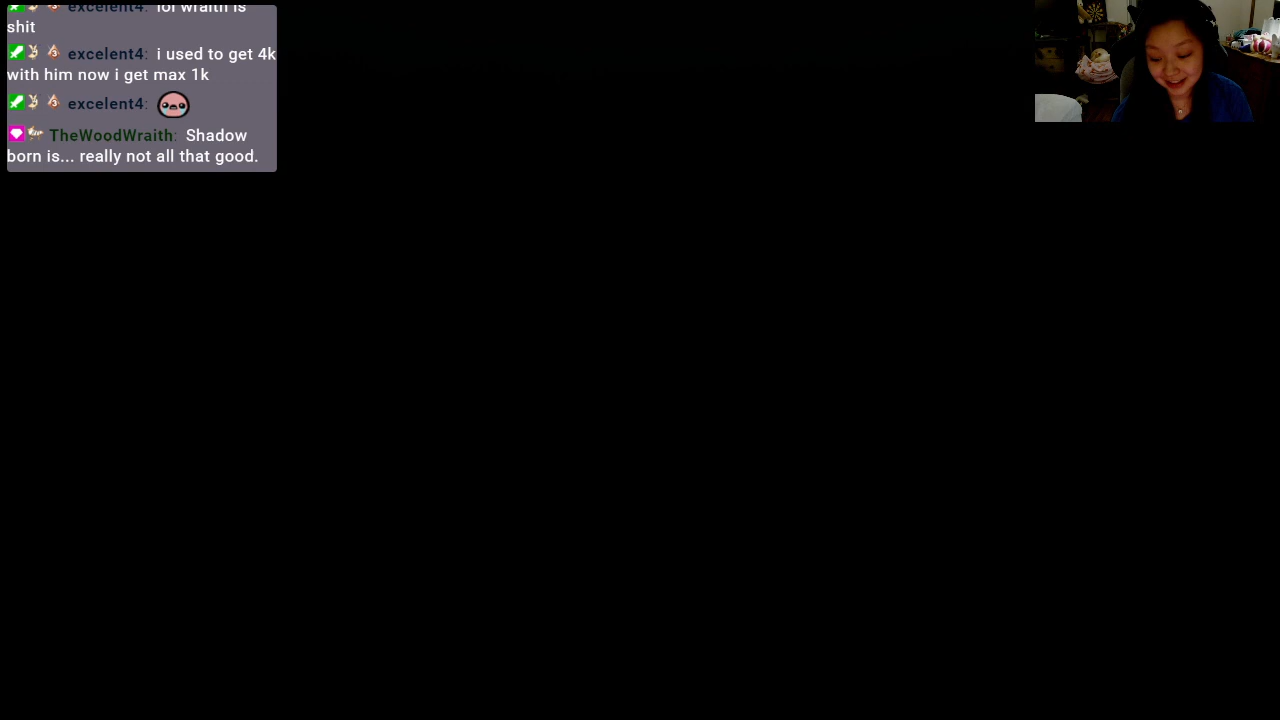 excelent4: lol wraith is
shit
excelent4: i used to get 4k
with him now i get max 1k
excelent4:
TheWoodWraith: Shadow
born is... really not all that good.